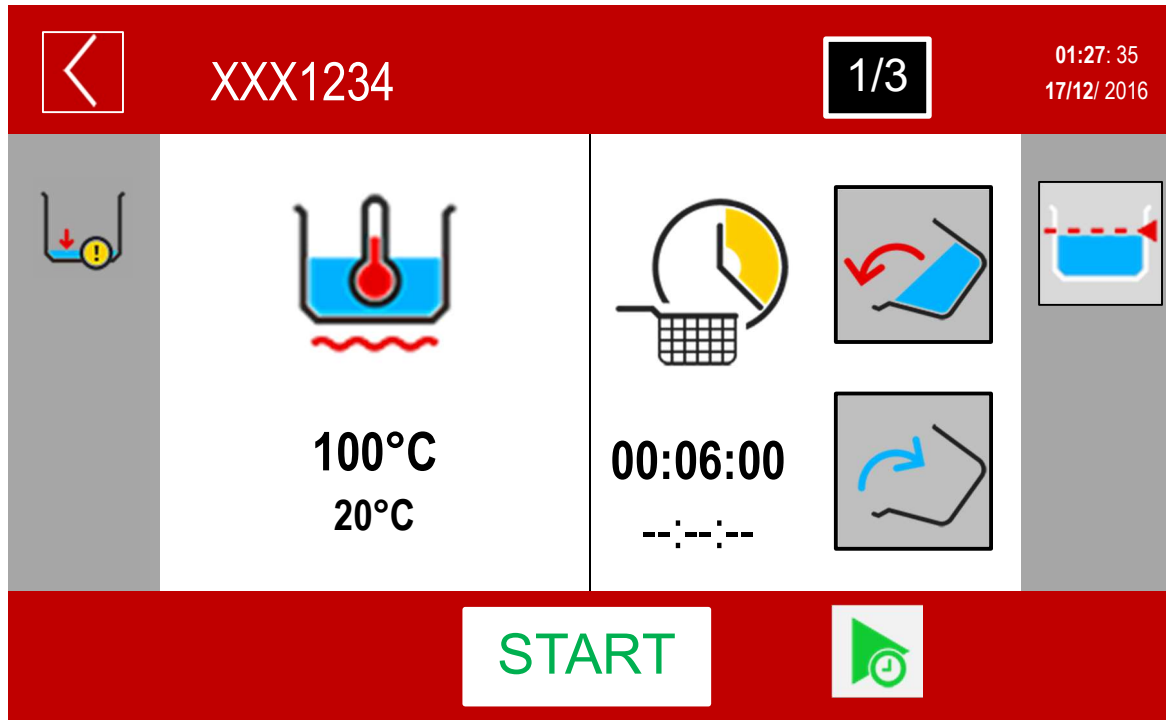 XXX1234
1/3
01:27: 35
17/12/ 2016
!
100°C
20°C
00:06:00
--:--:--
START